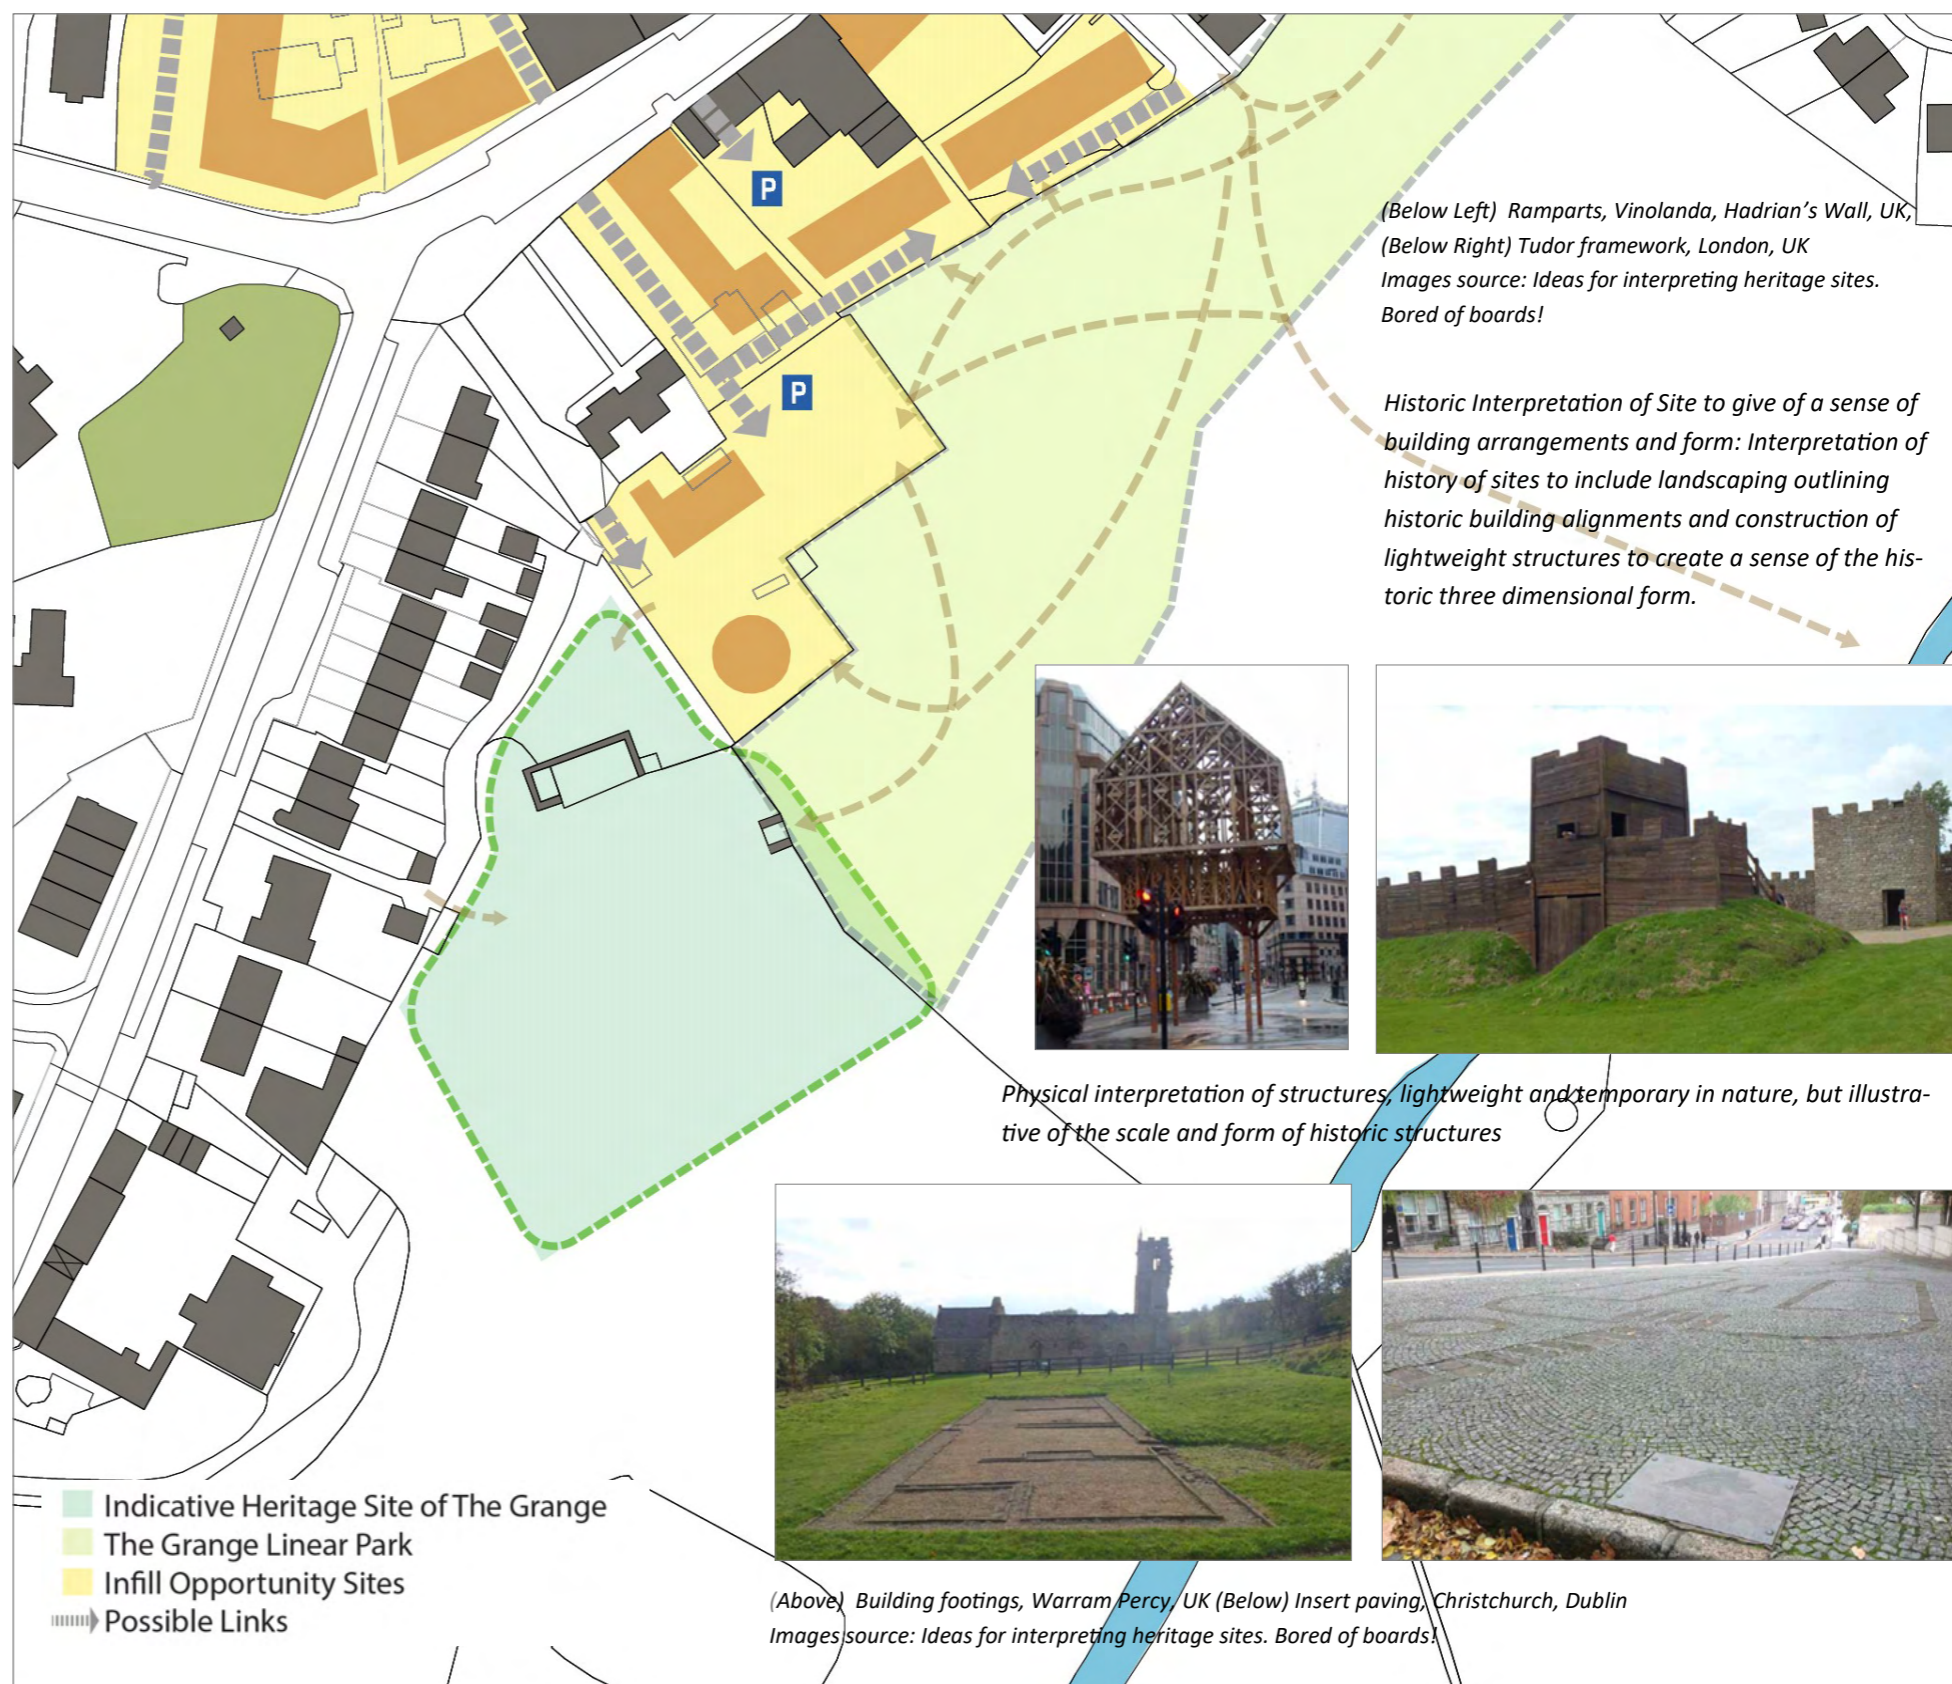 P
P
(Below Left) Ramparts, Vinolanda, Hadrian's Wall, UK,
(Below Right) Tudor framework, London, UK
Images source: Ideas for interpreting heritage sites.
Bored of boards!
Historic Interpretation of Site to give of a sense of
building arrangements and form: Interpretation of
history of sites to include landscaping outlining
historic building alignments and construction of
lightweight structures to create a sense of the his-
toric three dimensional form.
Physical interpretation of structures, lightweight and temporary in nature, but illustra-
tive of the scale and form of historic structures
Indicative Heritage Site of The Grange
The Grange Linear Park
Infill Opportunity Sites
Possible Links
(Above) Building footings, Warram Percy, UK (Below) Insert paving, Christchurch, Dublin
Images source: Ideas for interpreting heritage sites. Bored of boards!